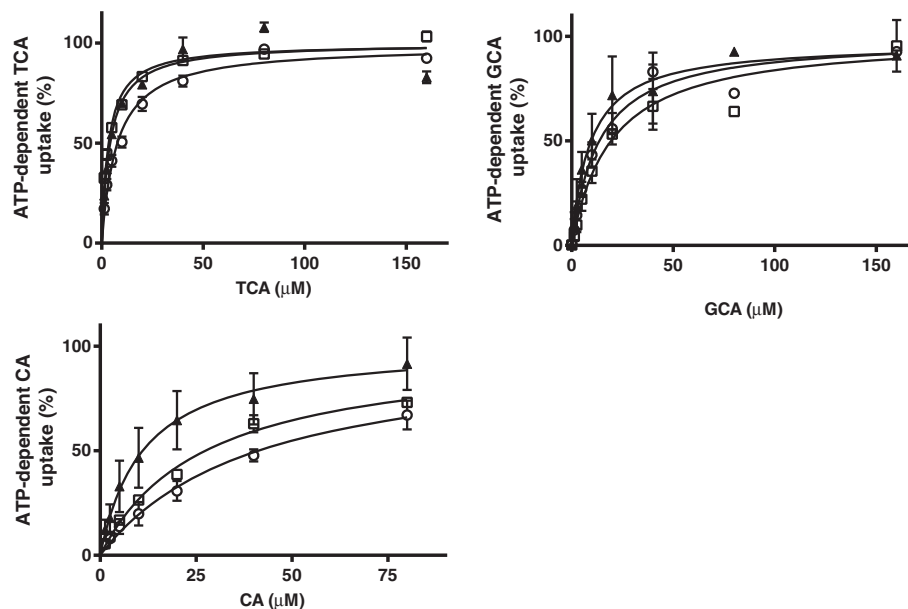 ATP-dependent TCA
uptake (%)
100
50
0
0
50
100
150
TCA (μM)
ATP-dependent GCA
uptake (%)
100
50
0
0
50
100
150
GCA (μM)
ATP-dependent CA
uptake (%)
100
50
0
0
25
50
75
CA (μM)